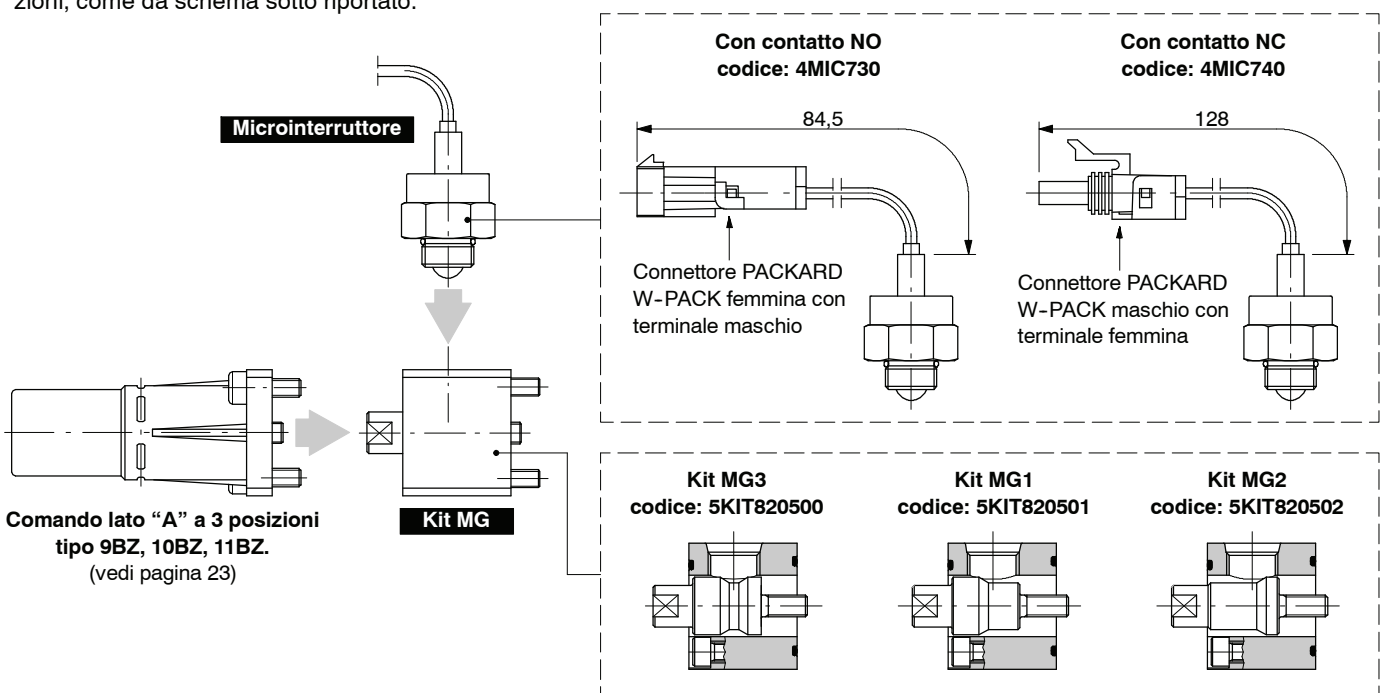 zioni, come da schema sotto riportato.
Microinterruttore
Con contatto NO
codice: 4MIC730
84,5
Connettore PACKARD
W-PACK femmina con
terminale maschio
Con contatto NC
codice: 4MIC740
128
Connettore PACKARD
W-PACK maschio con
terminale femmina
Comando lato “A” a 3 posizioni
tipo 9BZ, 10BZ, 11BZ.
(vedi pagina 23)
Kit MG
Kit MG3
codice: 5KIT820500
Kit MG1
codice: 5KIT820501
Kit MG2
codice: 5KIT820502